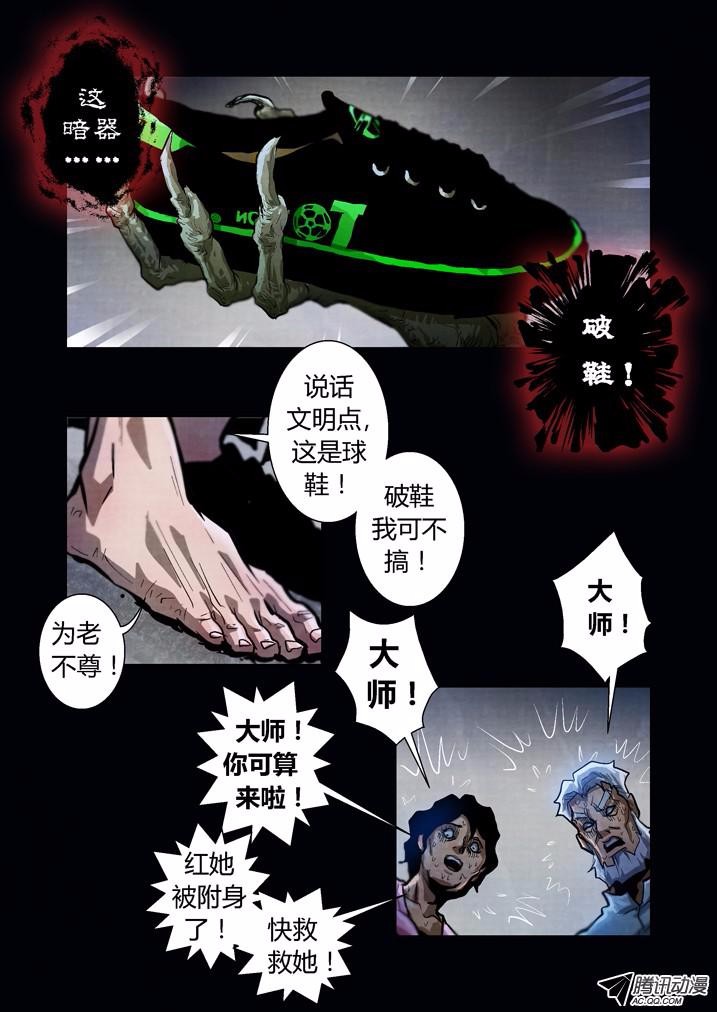 这
暗器
……
破
鞋！
说话
文明点，
这是球
鞋！
破鞋
我可不
搞！
为老
不尊！
大
师！
大
师！
大师！
你可算
来啦！
红她
被附身
了！
快救
救她！
腾讯动漫
AC.QQ.COM